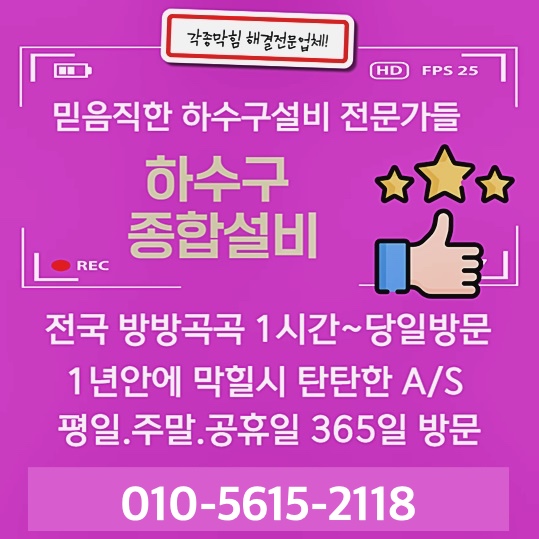 각종막힘 해결전문업체!
HD FPS 25
믿음직한 하수구설비 전문가들
하수구
종합설비
REC
전국 방방곡곡 1시간~당일방문
1년안에 막힐시 탄탄한 A/S
평일.주말.공휴일 365일 방문
010-5615-2118